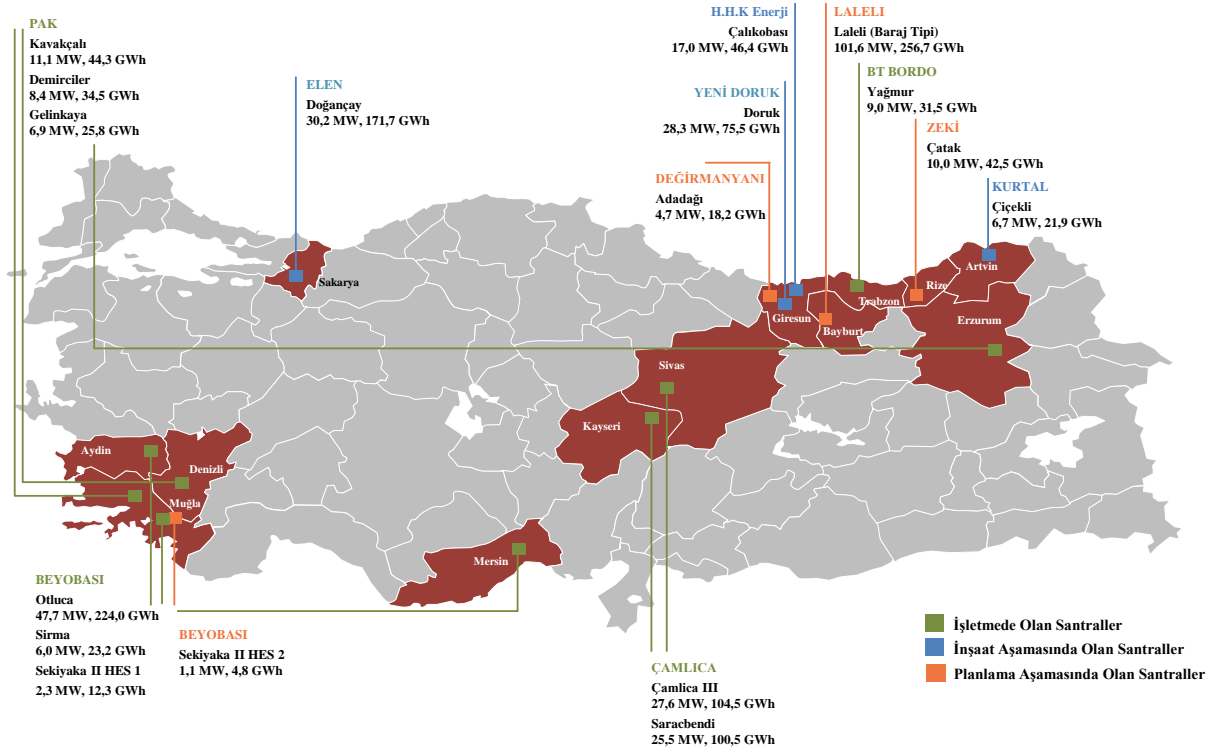 PAK
Kavakçalı
11,1 MW, 44,3 GWh
Demirciler
8,4 MW, 34,5 GWh
Gelinkaya
6,9 MW, 25,8 GWh
ELEN
Doğançay
30,2 MW, 171,7 GWh
H.H.K Enerji
Çalıkobası
17,0 MW, 46,4 GWh
YENİ DORUK
Doruk
28,3 MW, 75,5 GWh
DEĞİRMANYANI
Adadağı
4,7 MW, 18,2 GWh
LALELI
Laleli (Baraj Tipi)
101,6 MW, 256,7 GWh
BT BORDO
Yağmur
9,0 MW, 31,5 GWh
ZEKİ
Çatak
10,0 MW, 42,5 GWh
KURTAL
Çiçekli
6,7 MW, 21,9 GWh
Sakarya
Giresun
Bayburt
Trabzon
Rize
Artvin
Erzurum
Sivas
Kayseri
Aydin
Denizli
Muğla
Mersin
BEYOBASI
Otluca
47,7 MW, 224,0 GWh
Sirma
6,0 MW, 23,2 GWh
Sekiyaka II HES 1
2,3 MW, 12,3 GWh
BEYOBASI
Sekiyaka II HES 2
1,1 MW, 4,8 GWh
ÇAMLICA
Çamlica III
27,6 MW, 104,5 GWh
Saracbendi
25,5 MW, 100,5 GWh
İşletmede Olan Santraller
İnşaat Aşamasında Olan Santraller
Planlama Aşamasında Olan Santraller